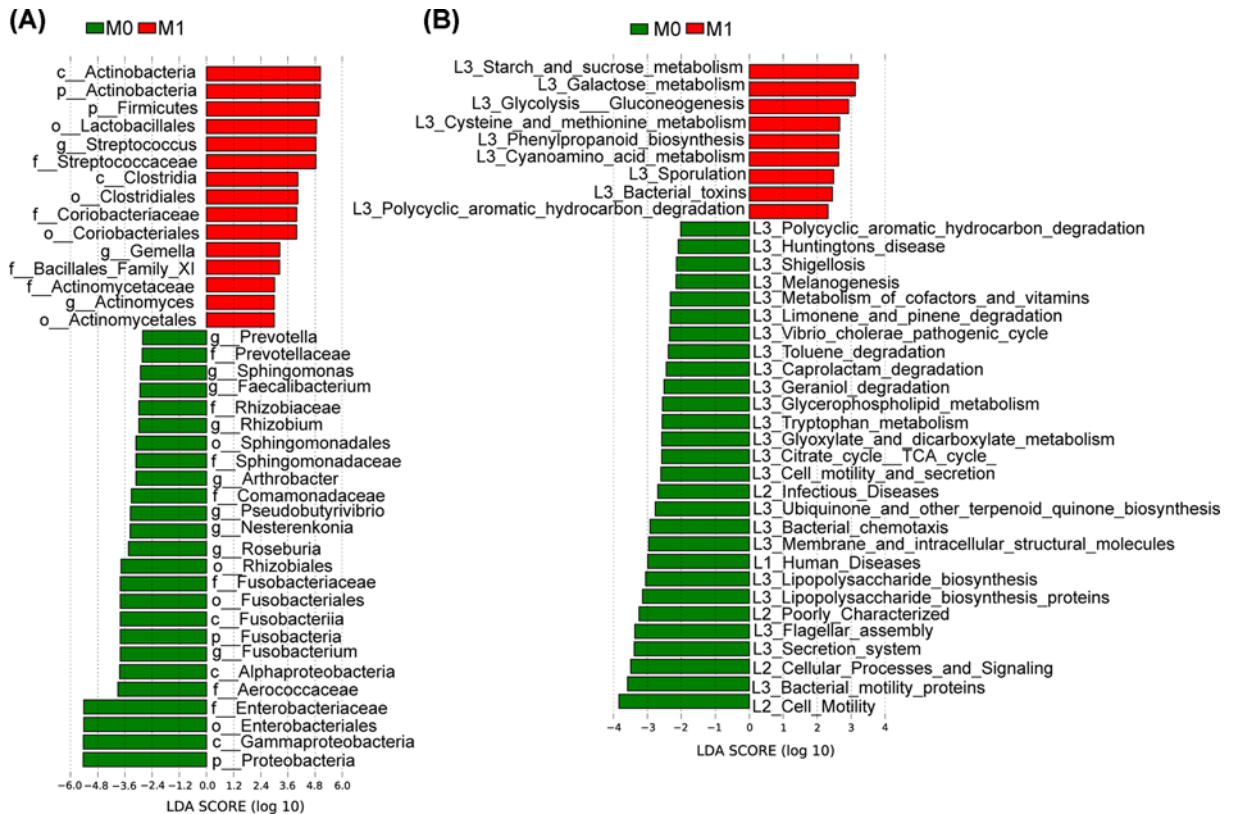 (A)
M0 M1
c__Actinobacteria
p__Actinobacteria
p__Firmicutes
o__Lactobacillales
g__Streptococcus
f__Streptococcaceae
c__Clostridia
o__Clostridiales
f__Coriobacteriaceae
o__Coriobacteriales
g__Gemella
f__Bacillales_Family_XI
f__Actinomycetaceae
g__Actinomyces
o__Actinomycetales
g__Prevotella
f__Prevotellaceae
g__Sphingomonas
g__Faecalibacterium
f__Rhizobiaceae
g__Rhizobium
o__Sphingomonadales
f__Sphingomonadaceae
g__Arthrobacter
f__Comamonadaceae
g__Pseudobutyrivibrio
g__Nesterenkonia
g__Roseburia
o__Rhizobiales
f__Fusobacteriaceae
o__Fusobacteriales
c__Fusobacteriia
p__Fusobacteria
g__Fusobacterium
c__Alphaproteobacteria
f__Aerococcaceae
f__Enterobacteriaceae
o__Enterobacteriales
c__Gammaproteobacteria
p__Proteobacteria
−6.0 −4.8 −3.6 −2.4 −1.2 0.0 1.2 2.4 3.6 4.8 6.0
LDA SCORE (log 10)
(B)
M0 M1
L3_Starch_and_sucrose_metabolism
L3_Galactose_metabolism
L3_Glycolysis___Gluconeogenesis
L3_Cysteine_and_methionine_metabolism
L3_Phenylpropanoid_biosynthesis
L3_Cyanoamino_acid_metabolism
L3_Sporulation
L3_Bacterial_toxins
L3_Polycyclic_aromatic_hydrocarbon_degradation
L3_Polycyclic_aromatic_hydrocarbon_degradation
L3_Huntingtons_disease
L3_Shigellosis
L3_Melanogenesis
L3_Metabolism_of_cofactors_and_vitamins
L3_Limonene_and_pinene_degradation
L3_Vibrio_cholerae_pathogenic_cycle
L3_Toluene_degradation
L3_Caprolactam_degradation
L3_Geraniol_degradation
L3_Glycerophospholipid_metabolism
L3_Tryptophan_metabolism
L3_Glyoxylate_and_dicarboxylate_metabolism
L3_Citrate_cycle__TCA_cycle_
L3_Cell_motility_and_secretion
L2_Infectious_Diseases
L3_Ubiquinone_and_other_terpenoid_quinone_biosynthesis
L3_Bacterial_chemotaxis
L3_Membrane_and_intracellular_structural_molecules
L1_Human_Diseases
L3_Lipopolysaccharide_biosynthesis
L3_Lipopolysaccharide_biosynthesis_proteins
L2_Poorly_Characterized
L3_Flagellar_assembly
L3_Secretion_system
L2_Cellular_Processes_and_Signaling
L3_Bacterial_motility_proteins
L2_Cell_Motility
−4 −3 −2 −1 0 1 2 3 4
LDA SCORE (log 10)